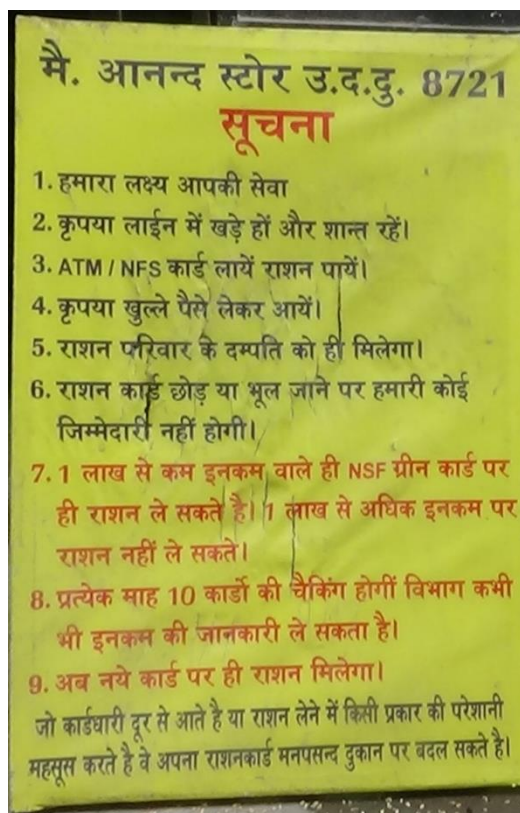 मै. आनन्द स्टोर उ.द.दु. 8721
सूचना
1. हमारा लक्ष्य आपकी सेवा
2. कृपया लाईन में खड़े हों और शान्त रहें।
3. ATM / NFS कार्ड लायें राशन पायें।
4. कृपया खुल्ले पैसे लेकर आयें।
5. राशन परिवार के दम्पति को ही मिलेगा।
6. राशन कार्ड छोड़ या भूल जाने पर हमारी कोई
जिम्मेदारी नहीं होगी।
7. 1 लाख से कम इनकम वाले ही NSF ग्रीन कार्ड पर
ही राशन ले सकते है। 1 लाख से अधिक इनकम पर
राशन नहीं ले सकते।
8. प्रत्येक माह 10 कार्डो की चैकिंग होगीं विभाग कभी
भी इनकम की जानकारी ले सकता है।
9. अब नये कार्ड पर ही राशन मिलेगा।
जो कार्डधारी दूर से आते है या राशन लेने में किसी प्रकार की परेशानी
महसूस करते है वे अपना राशनकार्ड मनपसन्द दुकान पर बदल सकते है।